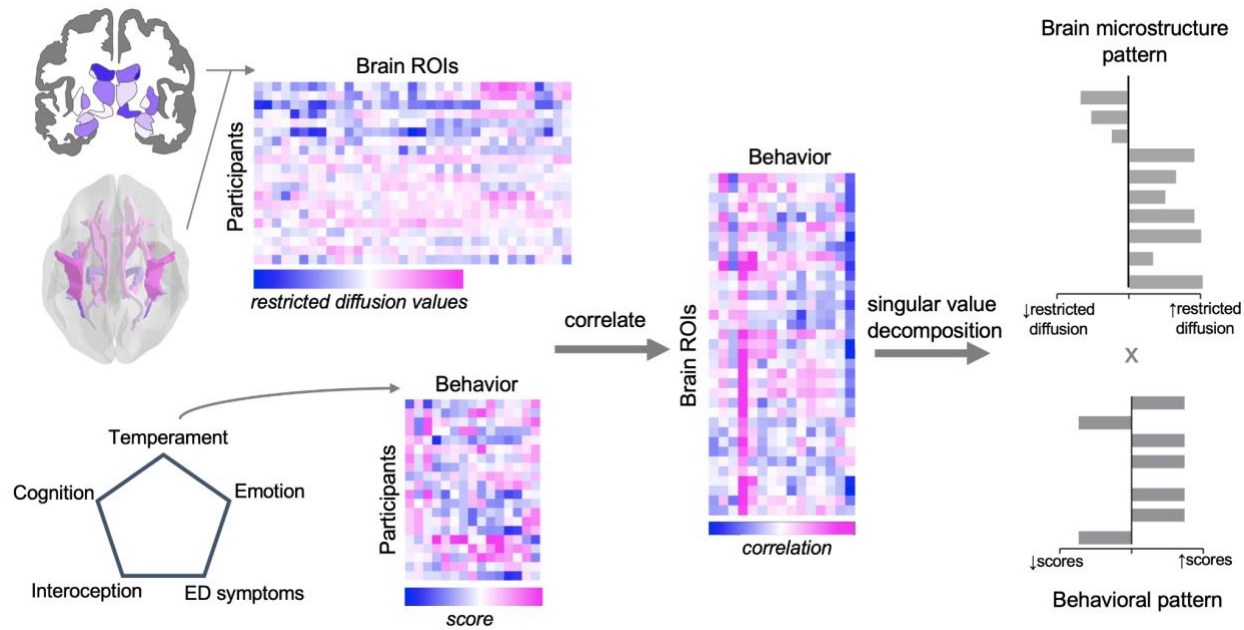 Brain ROIs
Participants
restricted diffusion values
Temperament
Cognition
Emotion
Interoception
ED symptoms
Behavior
Participants
score
correlate
Behavior
Brain ROIs
correlation
singular value
decomposition
Brain microstructure
pattern
↓restricted
diffusion
↑restricted
diffusion
x
↓scores
↑scores
Behavioral pattern